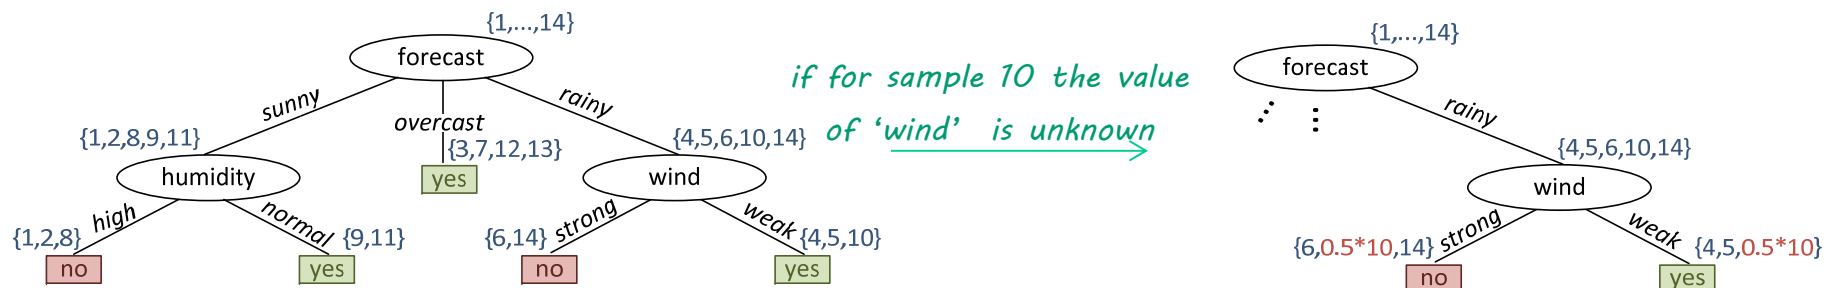 {1,...,14}
forecast
sunny
overcast
rainy
{1,2,8,9,11}
{3,7,12,13}
{4,5,6,10,14}
humidity
yes
wind
high
normal
strong
weak
{1,2,8}
{9,11}
{6,14}
{4,5,10}
no
yes
no
yes
if for sample 10 the value
of ‘wind’ is unknown
{1,...,14}
forecast
rainy
{4,5,6,10,14}
wind
strong
weak
{6,0.5*10,14}
{4,5,0.5*10}
no
yes